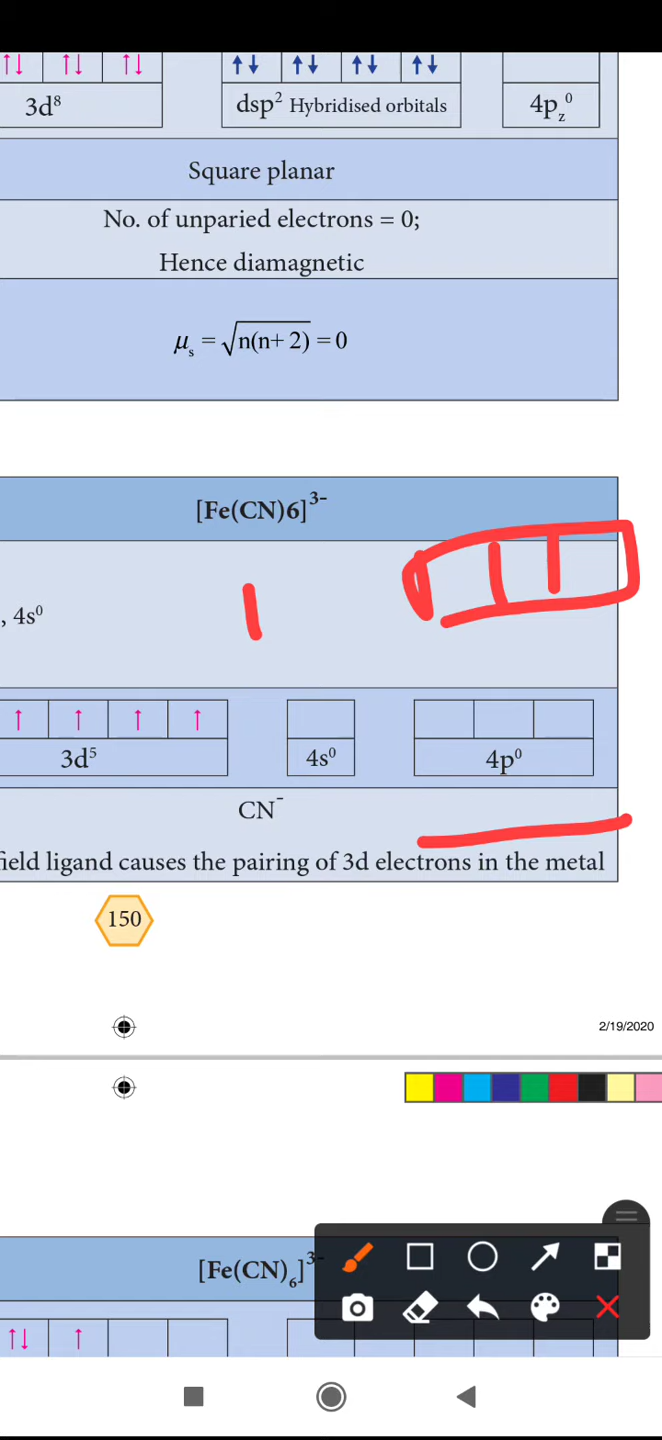 ↑↓ ↑↓ ↑↓ ↑↓ ↑↓ ↑↓ ↑↓
3d⁸ dsp² Hybridised orbitals 4p_z⁰
Square planar
No. of unparied electrons = 0;
Hence diamagnetic
μ_s = √n(n+ 2) = 0
[Fe(CN)6]³⁻
, 4s⁰
↑ ↑ ↑ ↑
3d⁵ 4s⁰ 4p⁰
CN⁻
field ligand causes the pairing of 3d electrons in the metal
150
2/19/2020
[Fe(CN)₆]³⁻
↑↓ ↑